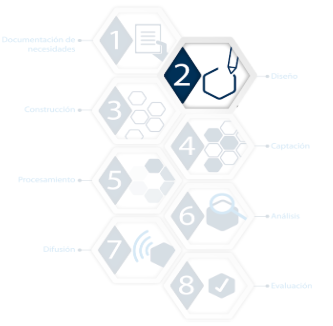 Documentación de
necesidades
1
2
Diseño
Construcción
3
4
Captación
Procesamiento
5
6
Análisis
Difusión
7
8
Evaluación